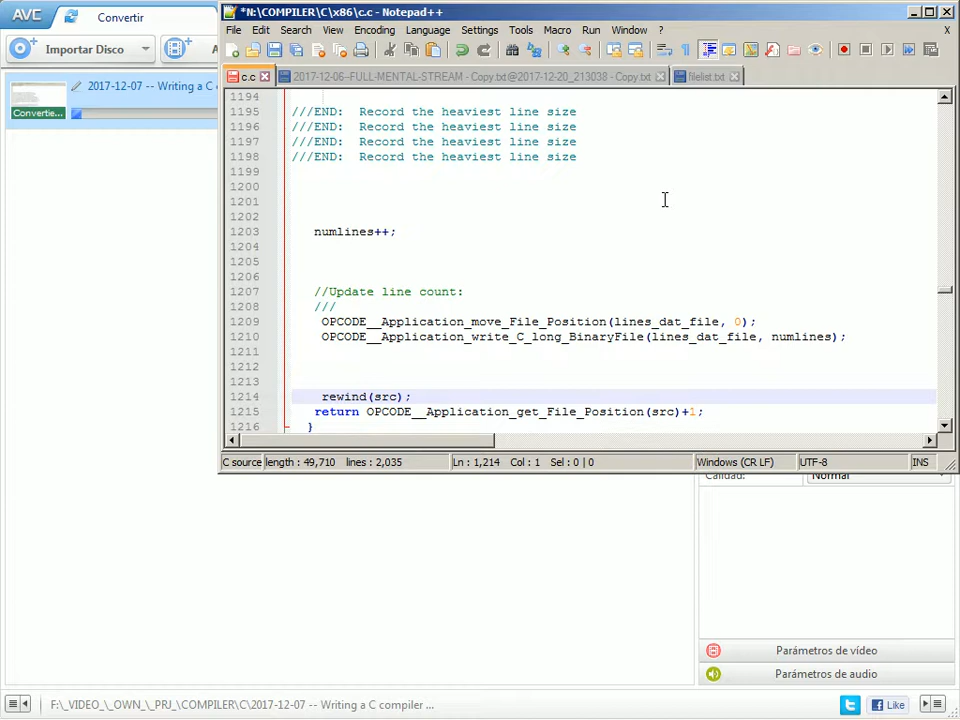 AVC Convertir
Importar Disco
A
2017-12-07 -- Writing a C c
Convertie...
*N:\COMPILER\C\x86\c.c - Notepad++
File Edit Search View Encoding Language Settings Tools Macro Run Window ? X
c.c 2017-12-06--FULL-MENTAL-STREAM - Copy.txt@2017-12-20_213038 - Copy.txt filelist.txt
1194
1195 ///END:  Record the heaviest line size
1196 ///END:  Record the heaviest line size
1197 ///END:  Record the heaviest line size
1198 ///END:  Record the heaviest line size
1199
1200
1201
1202
1203 numlines++;
1204
1205
1206
1207 //Update line count:
1208 ///
1209 OPCODE__Application_move_File_Position(lines_dat_file, 0);
1210 OPCODE__Application_write_C_long_BinaryFile(lines_dat_file, numlines);
1211
1212
1213
1214 rewind(src);
1215 return OPCODE__Application_get_File_Position(src)+1;
1216 }
C source length : 49,710 lines : 2,035 Ln : 1,214 Col : 1 Sel : 0 | 0 Windows (CR LF) UTF-8 INS
Calidad: Normal
Parámetros de vídeo
Parámetros de audio
F:\_VIDEO_\_OWN_\_PRJ_\COMPILER\C\2017-12-07 -- Writing a C compiler ... Like